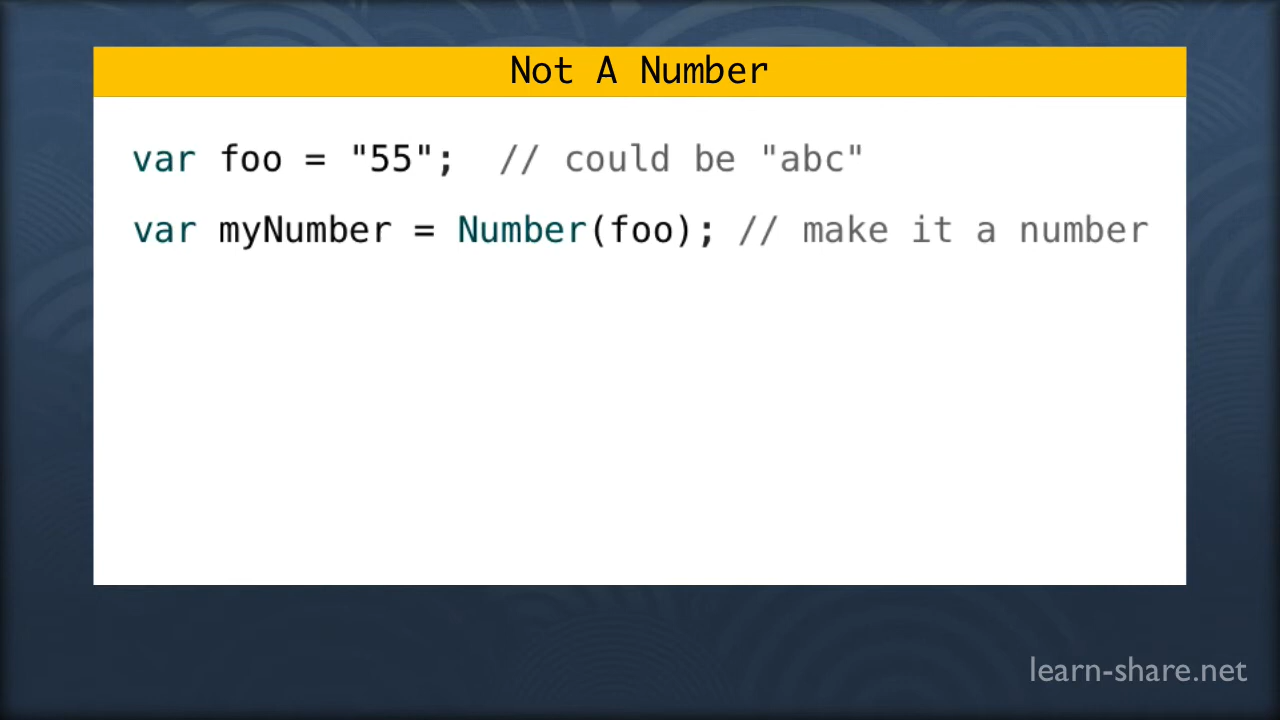 Not A Number
var foo = "55";  // could be "abc"
var myNumber = Number(foo); // make it a number
learn-share.net